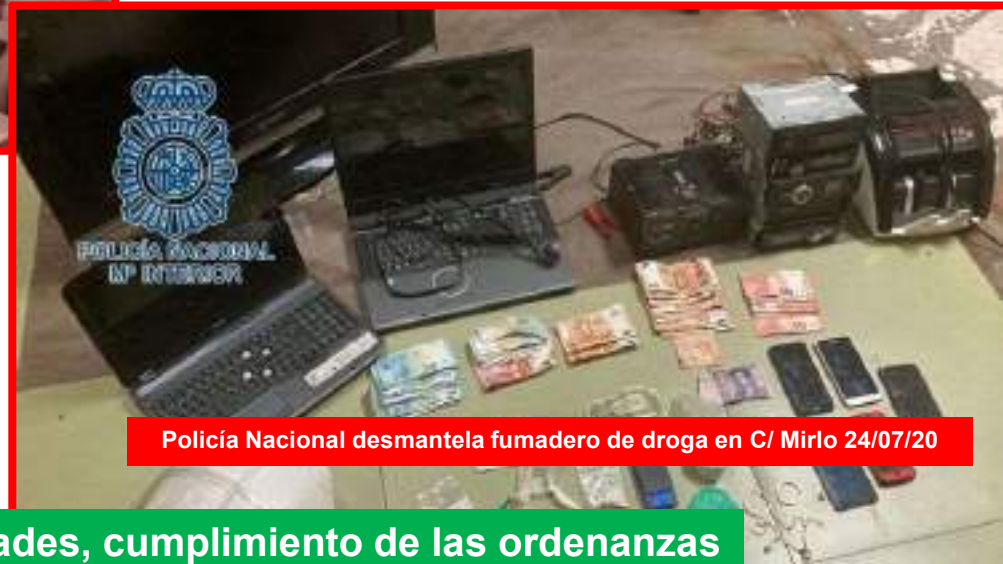 POLICÍA NACIONAL
Mº INTERIOR
Policía Nacional desmantela fumadero de droga en C/ Mirlo 24/07/20
ades, cumplimiento de las ordenanzas